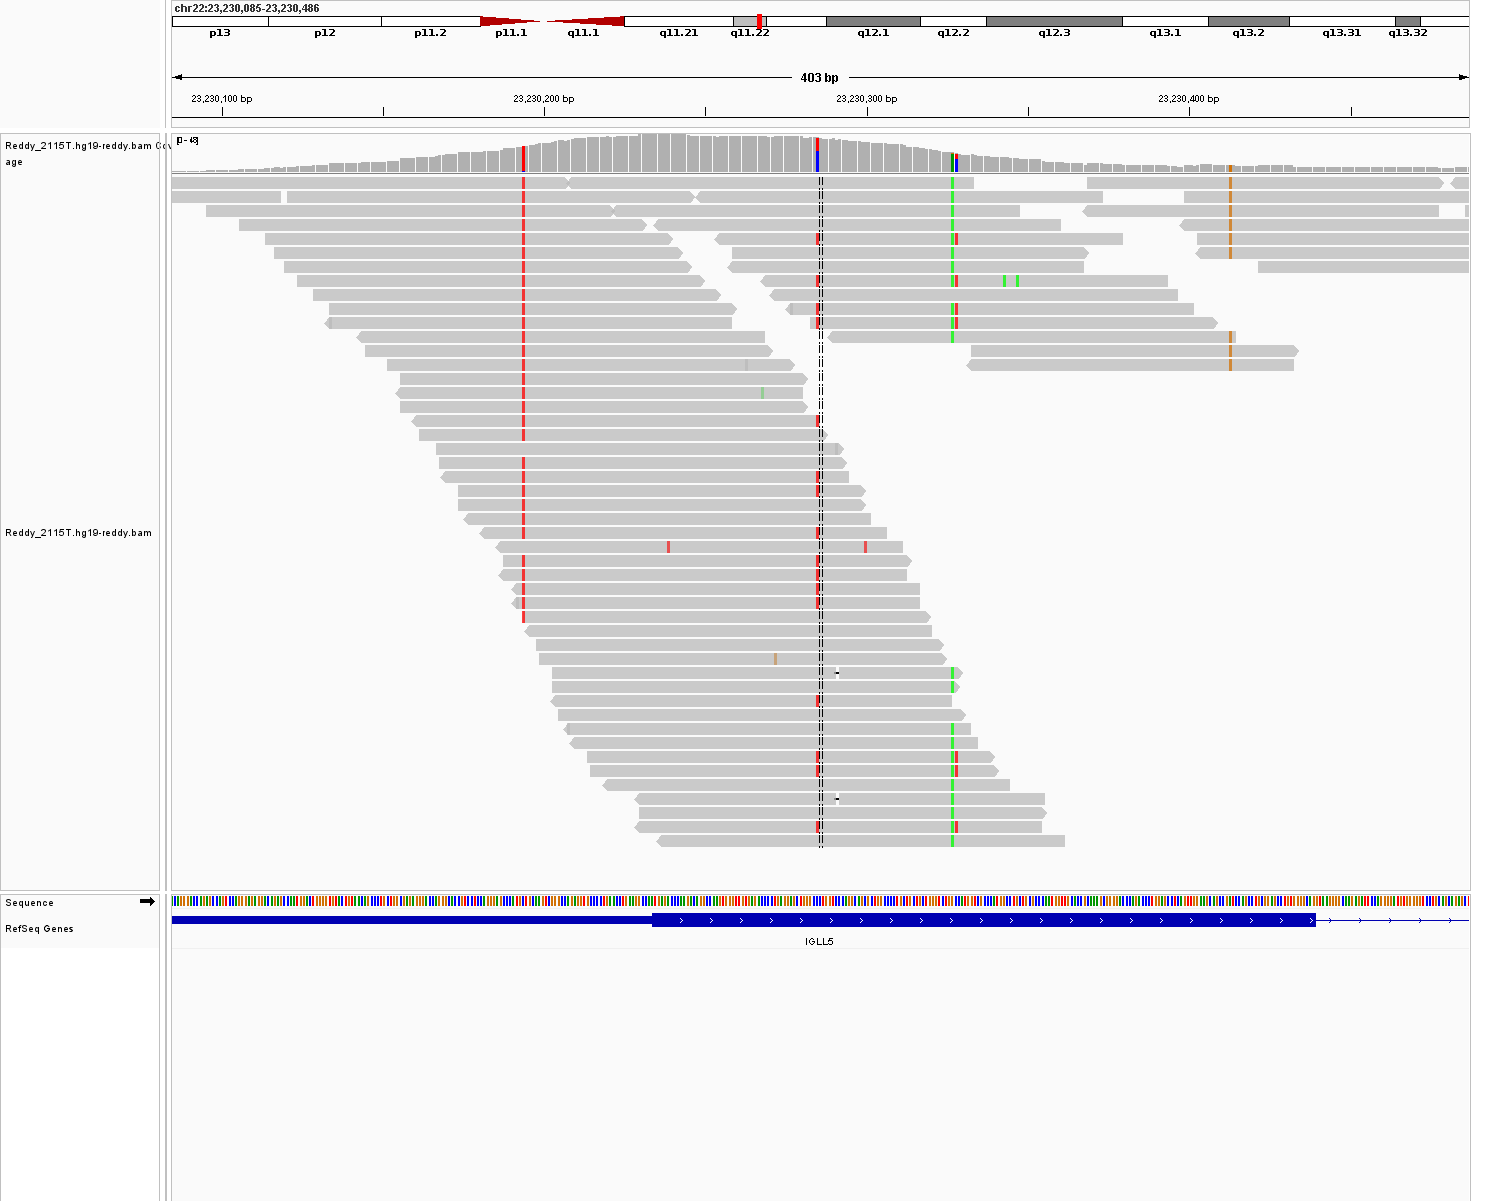 chr22:23,230,085-23,230,486
p13 p12 p11.2 p11.1 q11.1 q11.21 q11.22 q12.1 q12.2 q12.3 q13.1 q13.2 q13.31 q13.32
403 bp
23,230,100 bp 23,230,200 bp 23,230,300 bp 23,230,400 bp
Reddy_2115T.hg19-reddy.bam
age
Reddy_2115T.hg19-reddy.bam
Sequence
RefSeq Genes
IGLL5